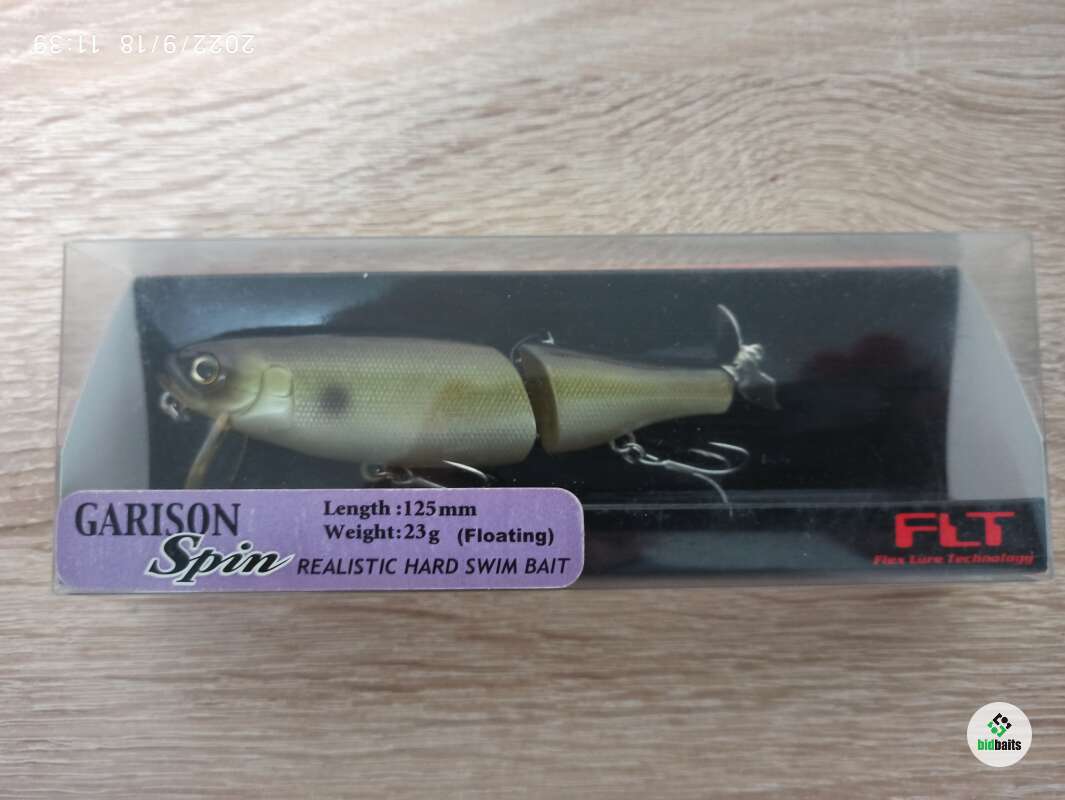 2022/9/18 11:39
GARISON
Spin
Length :125mm
Weight:23g (Floating)
REALISTIC HARD SWIM BAIT
FLT
Flex Lure Technology
bidbaits